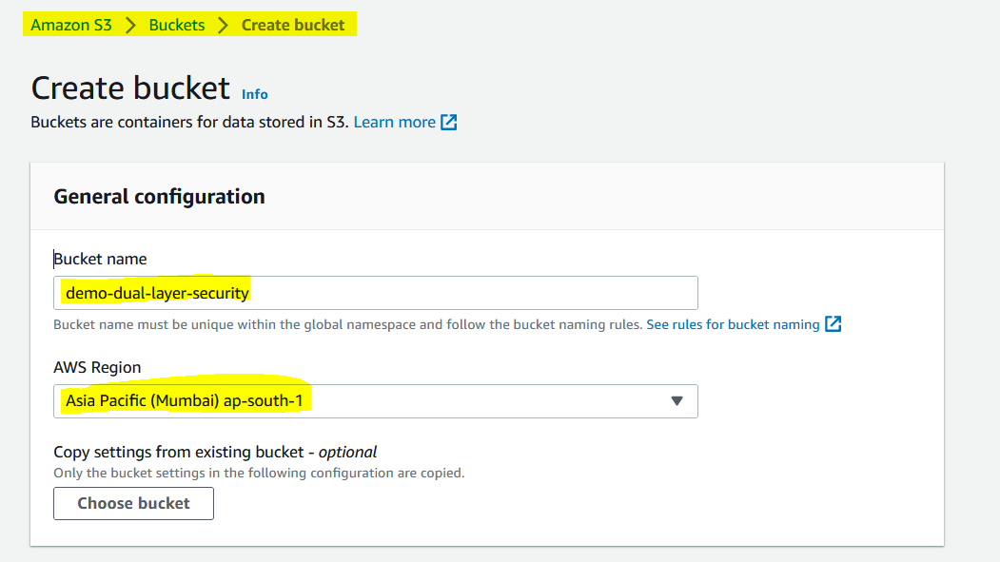 Amazon S3 > Buckets > Create bucket
Create bucket Info
Buckets are containers for data stored in S3. Learn more
General configuration
Bucket name
demo-dual-layer-security
Bucket name must be unique within the global namespace and follow the bucket naming rules. See rules for bucket naming
AWS Region
Asia Pacific (Mumbai) ap-south-1
Copy settings from existing bucket - optional
Only the bucket settings in the following configuration are copied.
Choose bucket